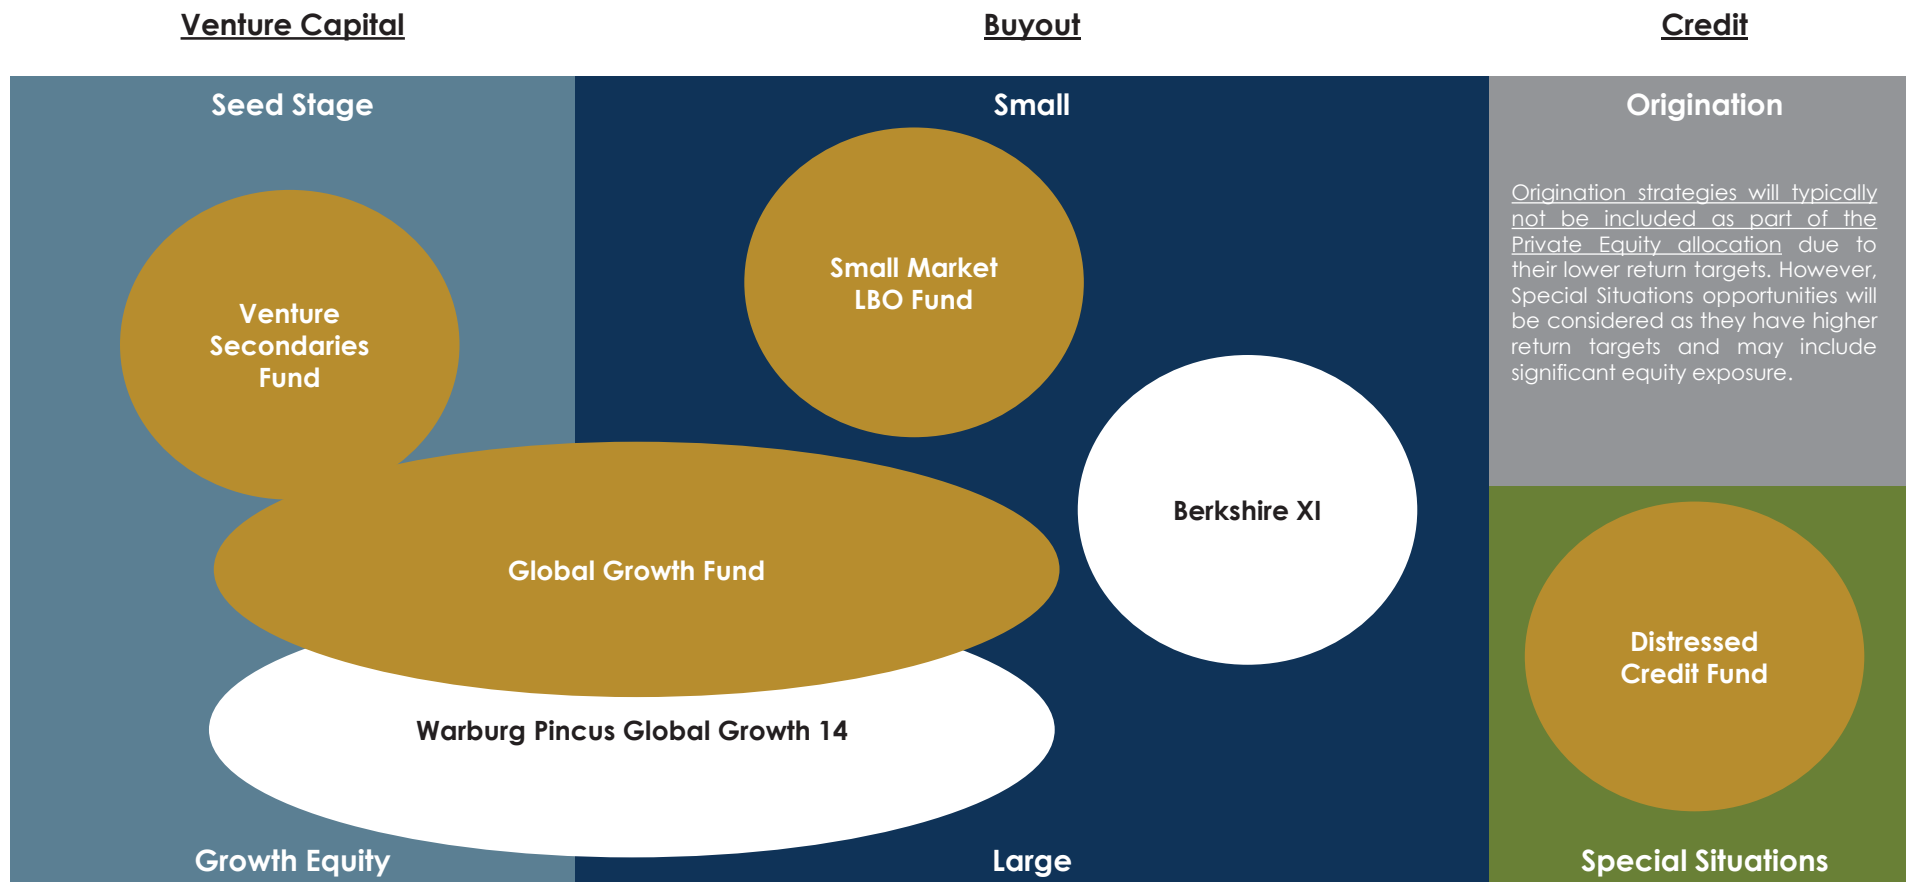 Venture Capital
Buyout
Credit
Seed Stage
Small
Origination
Origination strategies will typically
not be included as part of the
Private Equity allocation due to
their lower return targets. However,
Special Situations opportunities will
be considered as they have higher
return targets and may include
significant equity exposure.
Small Market
LBO Fund
Venture
Secondaries
Fund
Berkshire XI
Global Growth Fund
Distressed
Credit Fund
Warburg Pincus Global Growth 14
Growth Equity
Large
Special Situations